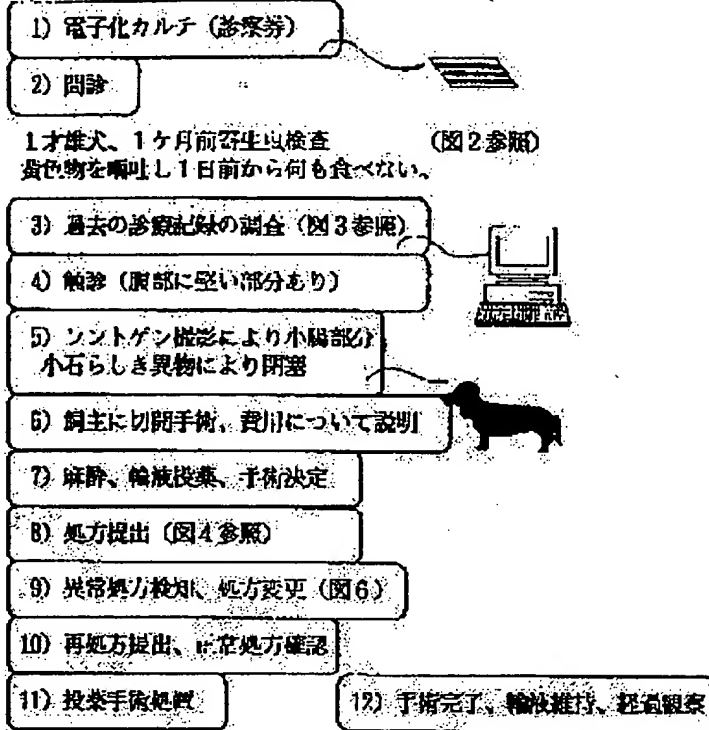 1) 電子化カルテ（診察券）
2) 問診
1才雄犬、1ケ月前寄生虫検査 （図2参照）
黄色物を嘔吐し1日前から何も食べない。
3) 過去の診療記録の調査（図3参照）
4) 触診（腹部に堅い部分あり）
5) レントゲン撮影により小腸部分
小石らしき異物により閉塞
6) 飼主に切開手術、費用について説明
7) 麻酔、輸液投薬、手術決定
8) 処方提出（図4参照）
9) 異常処方検知、処方変更（図6）
10) 再処方提出、正常処方確認
11) 投薬手術処置
12) 手術完了、輸液維持、経過観察